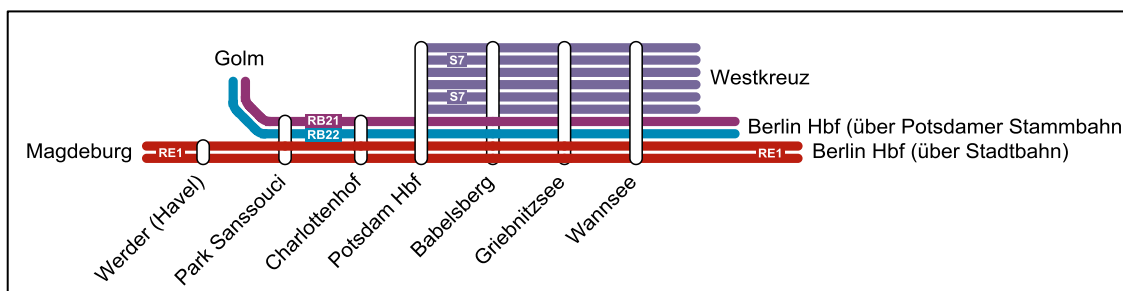 Golm
S7
Westkreuz
S7
RB21
RB22
Berlin Hbf (über Potsdamer Stammbahn
Magdeburg
RE1
RE1
Berlin Hbf (über Stadtbahn)
Werder (Havel)
Park Sanssouci
Charlottenhof
Potsdam Hbf
Babelsberg
Griebnitzsee
Wannsee